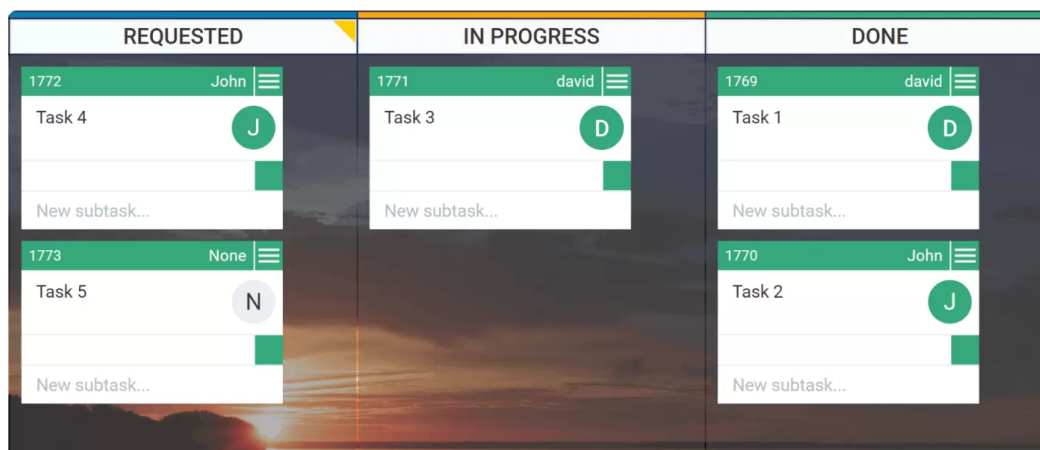 REQUESTED
IN PROGRESS
DONE
1772 John
Task 4
J
New subtask...
1773 None
Task 5
N
New subtask...
1771 david
Task 3
D
New subtask...
1769 david
Task 1
D
New subtask...
1770 John
Task 2
J
New subtask...